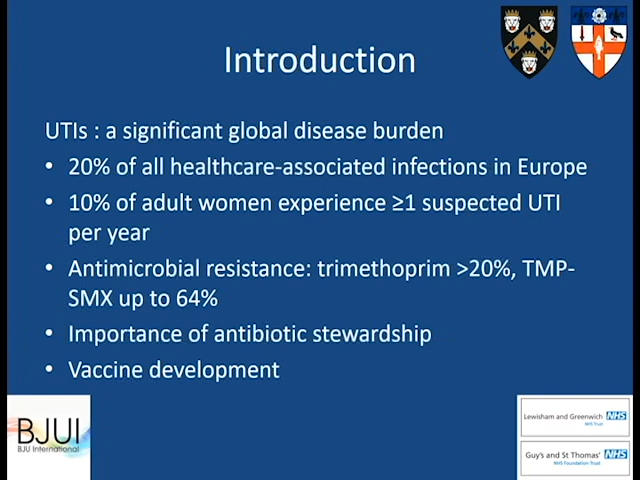 Introduction
UTIs : a significant global disease burden
• 20% of all healthcare-associated infections in Europe
• 10% of adult women experience ≥1 suspected UTI
per year
• Antimicrobial resistance: trimethoprim >20%, TMP-
SMX up to 64%
• Importance of antibiotic stewardship
• Vaccine development
BJUI
BJU International
Lewisham and Greenwich NHS
NHS Trust
Guy's and St Thomas' NHS
NHS Foundation Trust